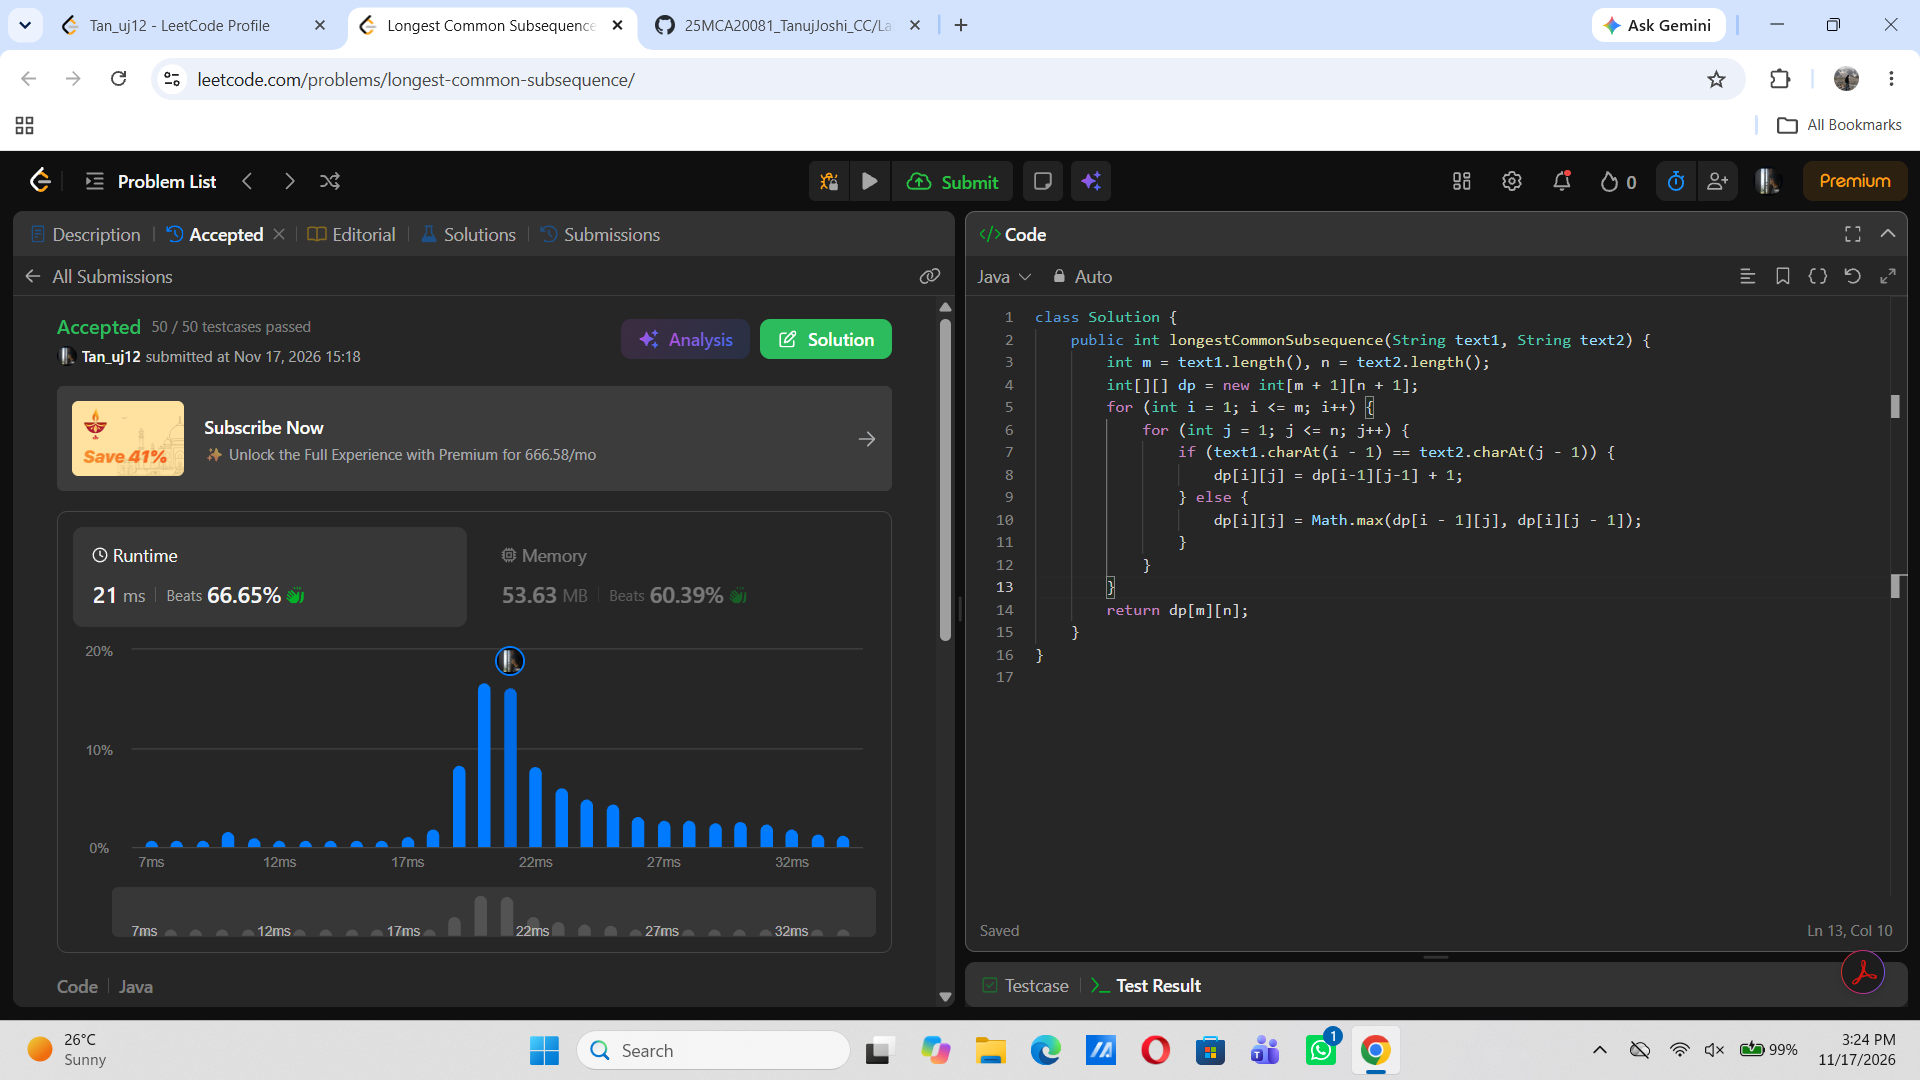 Tan_uj12 - LeetCode Profile
Longest Common Subsequence
25MCA20081_TanujJoshi_CC/La
Ask Gemini
leetcode.com/problems/longest-common-subsequence/
All Bookmarks
Problem List
Submit
0
Premium
Description
Accepted
Editorial
Solutions
Submissions
All Submissions
Accepted 50 / 50 testcases passed
Tan_uj12 submitted at Nov 17, 2026 15:18
Analysis
Solution
Save 41%
Subscribe Now
Unlock the Full Experience with Premium for 666.58/mo
Runtime
21 ms Beats 66.65%
Memory
53.63 MB Beats 60.39%
20%
10%
0%
7ms 12ms 17ms 22ms 27ms 32ms
7ms 12ms 17ms 22ms 27ms 32ms
Code Java
</> Code
Java Auto
1 class Solution {
2 public int longestCommonSubsequence(String text1, String text2) {
3 int m = text1.length(), n = text2.length();
4 int[][] dp = new int[m + 1][n + 1];
5 for (int i = 1; i <= m; i++) {
6 for (int j = 1; j <= n; j++) {
7 if (text1.charAt(i - 1) == text2.charAt(j - 1)) {
8 dp[i][j] = dp[i-1][j-1] + 1;
9 } else {
10 dp[i][j] = Math.max(dp[i - 1][j], dp[i][j - 1]);
11 }
12 }
13 }
14 return dp[m][n];
15 }
16 }
17
Saved
Ln 13, Col 10
Testcase
Test Result
26°C
Sunny
Search
1
99%
3:24 PM
11/17/2026